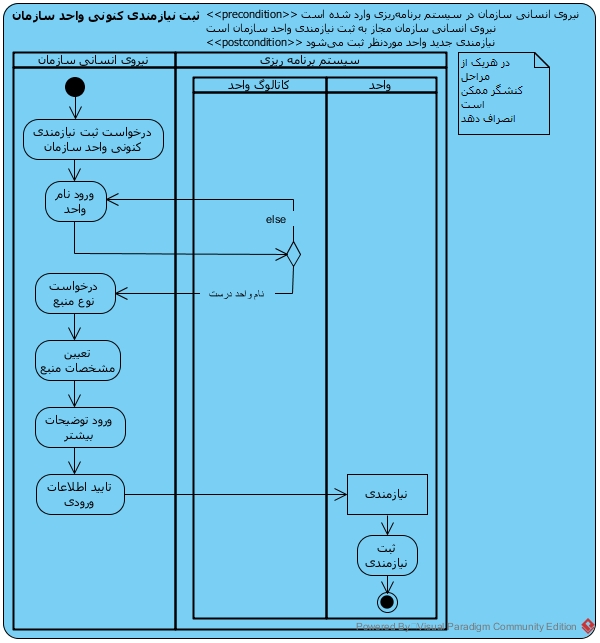 ثبت نیازمندی کنونی واحد سازمان
<<precondition>> نیروی انسانی سازمان در سیستم برنامه‌ریزی وارد شده است
نیروی انسانی سازمان مجاز به ثبت نیازمندی واحد سازمان است
<<postcondition>> نیازمندی جدید واحد موردنظر ثبت می‌شود
نیروی انسانی سازمان
سیستم برنامه ریزی
در هریک از
مراحل
کنشگر ممکن
است
انصراف دهد
کاتالوگ واحد
واحد
درخواست ثبت نیازمندی
کنونی واحد سازمان
ورود نام
واحد
else
نام واحد درست
درخواست
نوع منبع
تعیین
مشخصات منبع
ورود توضیحات
بیشتر
تایید اطلاعات
ورودی
نیازمندی
ثبت
نیازمندی
Powered By Visual Paradigm Community Edition